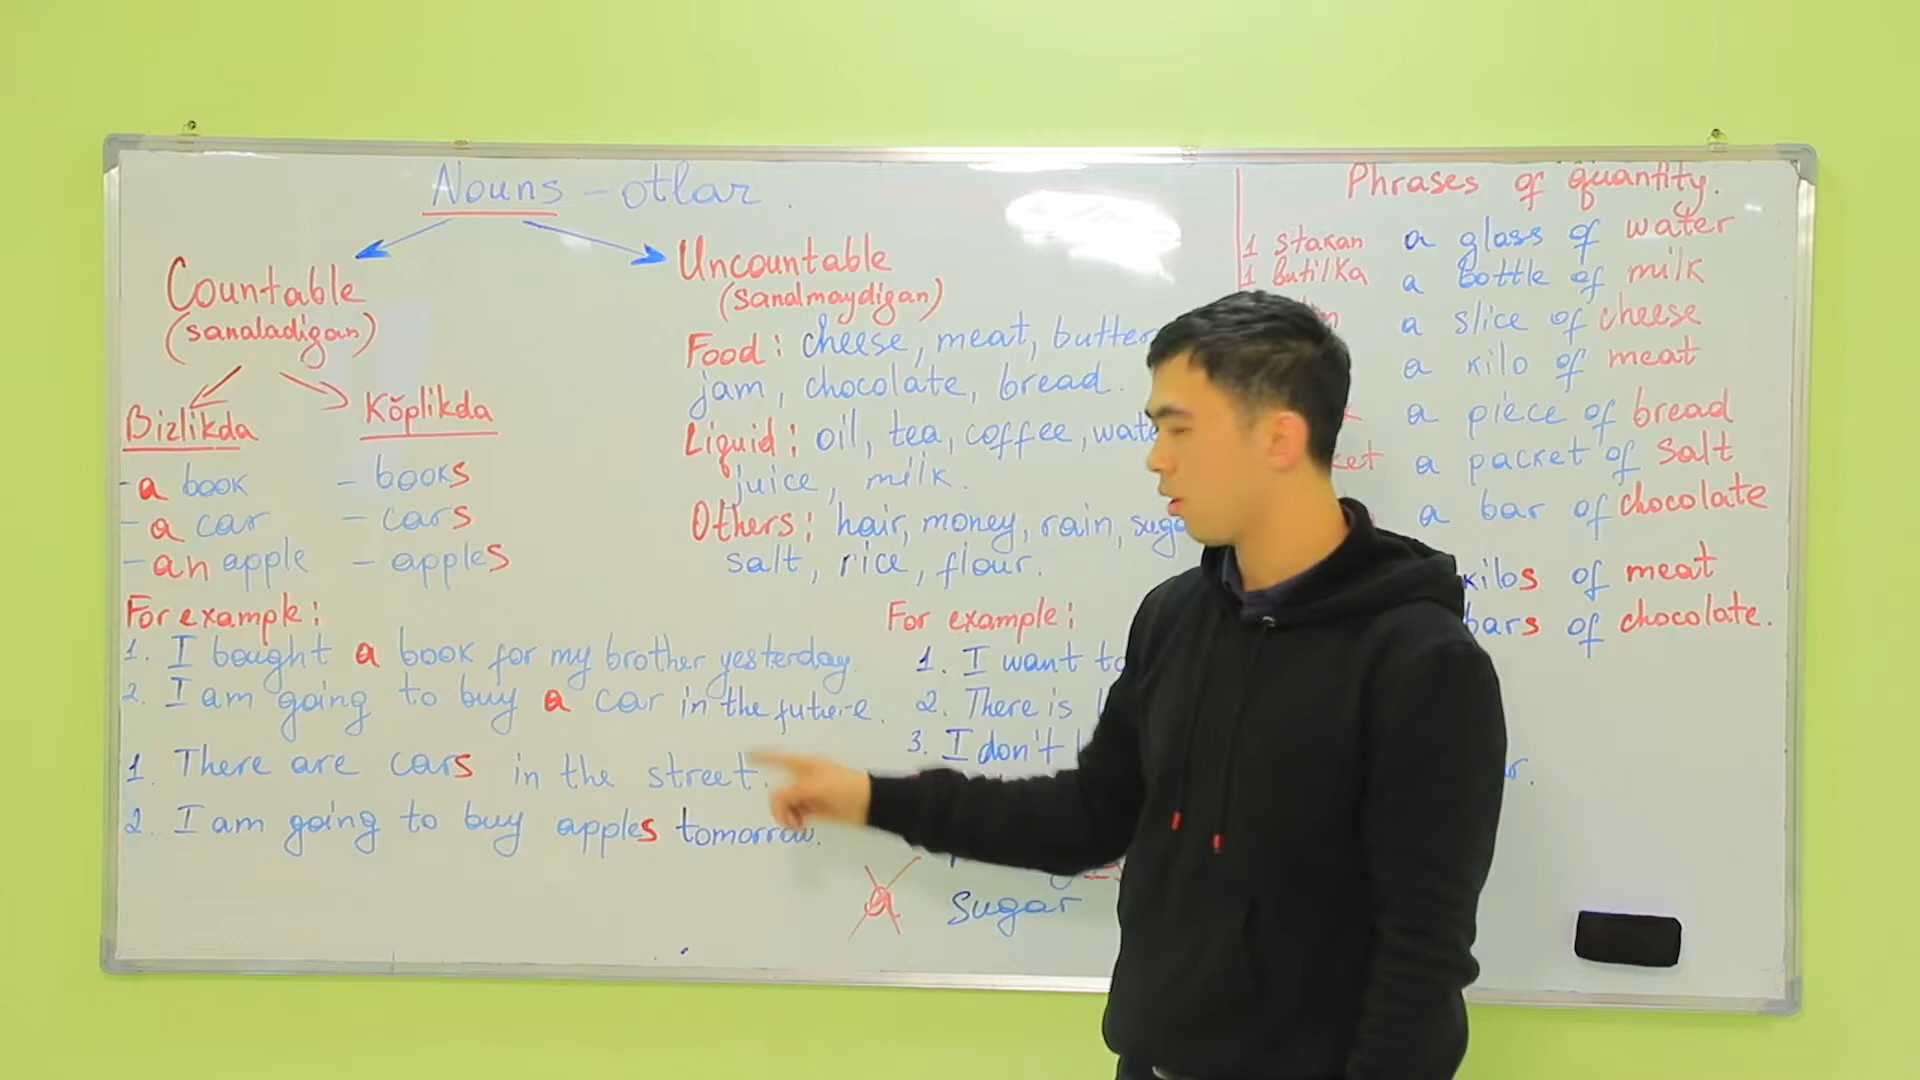 Nouns - otlar.
Countable
(sanaladigan)
Bizlikda
- a book
- a car
- an apple
Kŏplikda
- books
- cars
- apples
For example:
1. I bought a book for my brother yesterday.
2. I am going to buy a car in the future.
1. There are cars in the street.
2. I am going to buy apples tomorrow.
Uncountable
(sanalmaydigan)
Food: cheese, meat, butter
jam, chocolate, bread.
Liquid: oil, tea, coffee,
juice, milk.
Others: hair, money, rain,
salt, rice, flour.
For example:
1. I want
2. There is
3. I don't
a
Sugar
Phrases of quantity.
1 stakan a glass of water
1 butilka a bottle of milk
a slice of cheese
a kilo of meat
a piece of bread
a packet of salt
a bar of chocolate
kilos of meat
bars of chocolate.